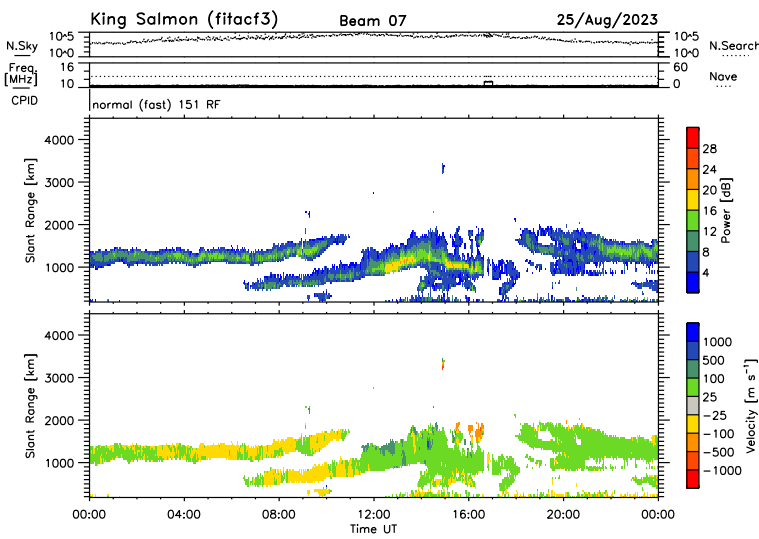 King Salmon (fitacf3) Beam 07 25/Aug/2023
N.Sky 10^5 10^0 10^5 10^0 N.Search
Freq [MHz] 16 10 60 0 Nave
CPID normal (fast) 151 RF
Slant Range [km] 4000 3000 2000 1000
Power [dB] 28 24 20 16 12 8 4
Slant Range [km] 4000 3000 2000 1000
Velocity [m s⁻¹] 1000 500 100 25 −25 −100 −500 −1000
00:00 04:00 08:00 12:00 16:00 20:00 00:00
Time UT